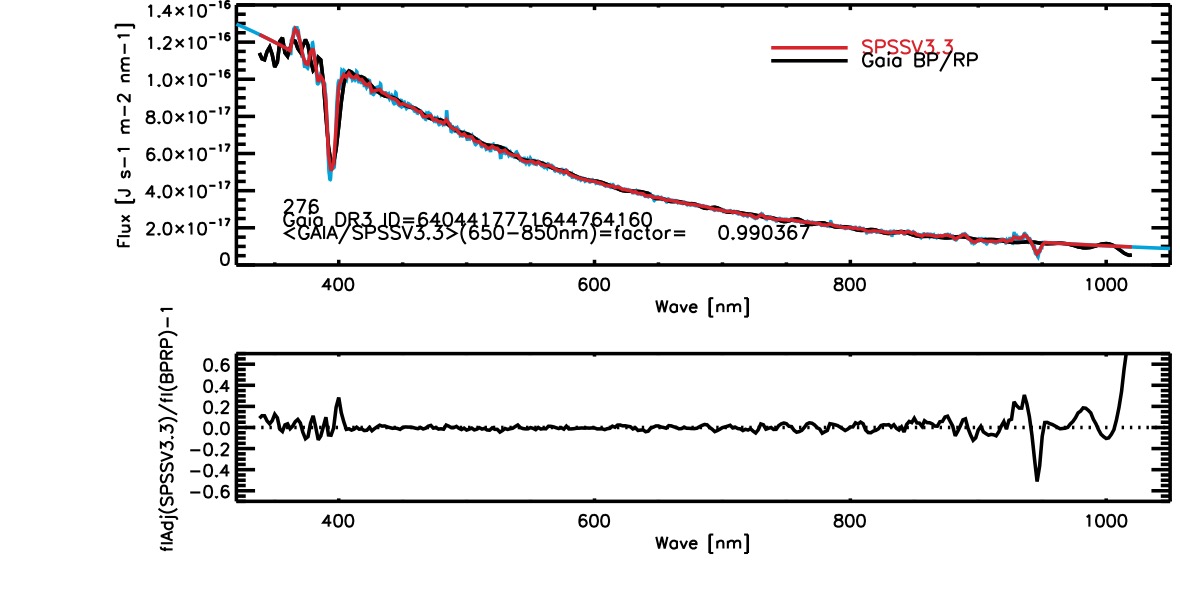 1.4×10−16
1.2×10−16
1.0×10−16
8.0×10−17
6.0×10−17
4.0×10−17
2.0×10−17
0
Flux [J s−1 m−2 nm−1]
SPSSV3.3
Gaia BP/RP
276
Gaia DR3 ID=6404417771644764160
<GAIA/SPSSV3.3>(650−850nm)=factor= 0.990367
400 600 800 1000
Wave [nm]
flAdj(SPSSV3.3)/fl(BPRP)−1
0.6
0.4
0.2
0.0
−0.2
−0.4
−0.6
400 600 800 1000
Wave [nm]